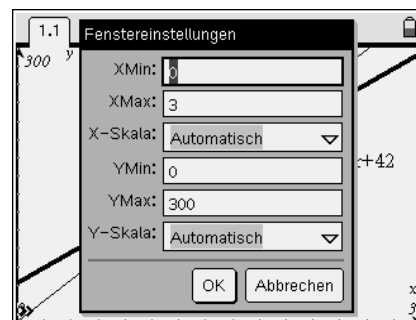 1.1
Fenstereinstellungen
300 y
XMin: 0
XMax: 3
X-Skala: Automatisch
YMin: 0
+42
YMax: 300
Y-Skala: Automatisch
OK Abbrechen
x
3